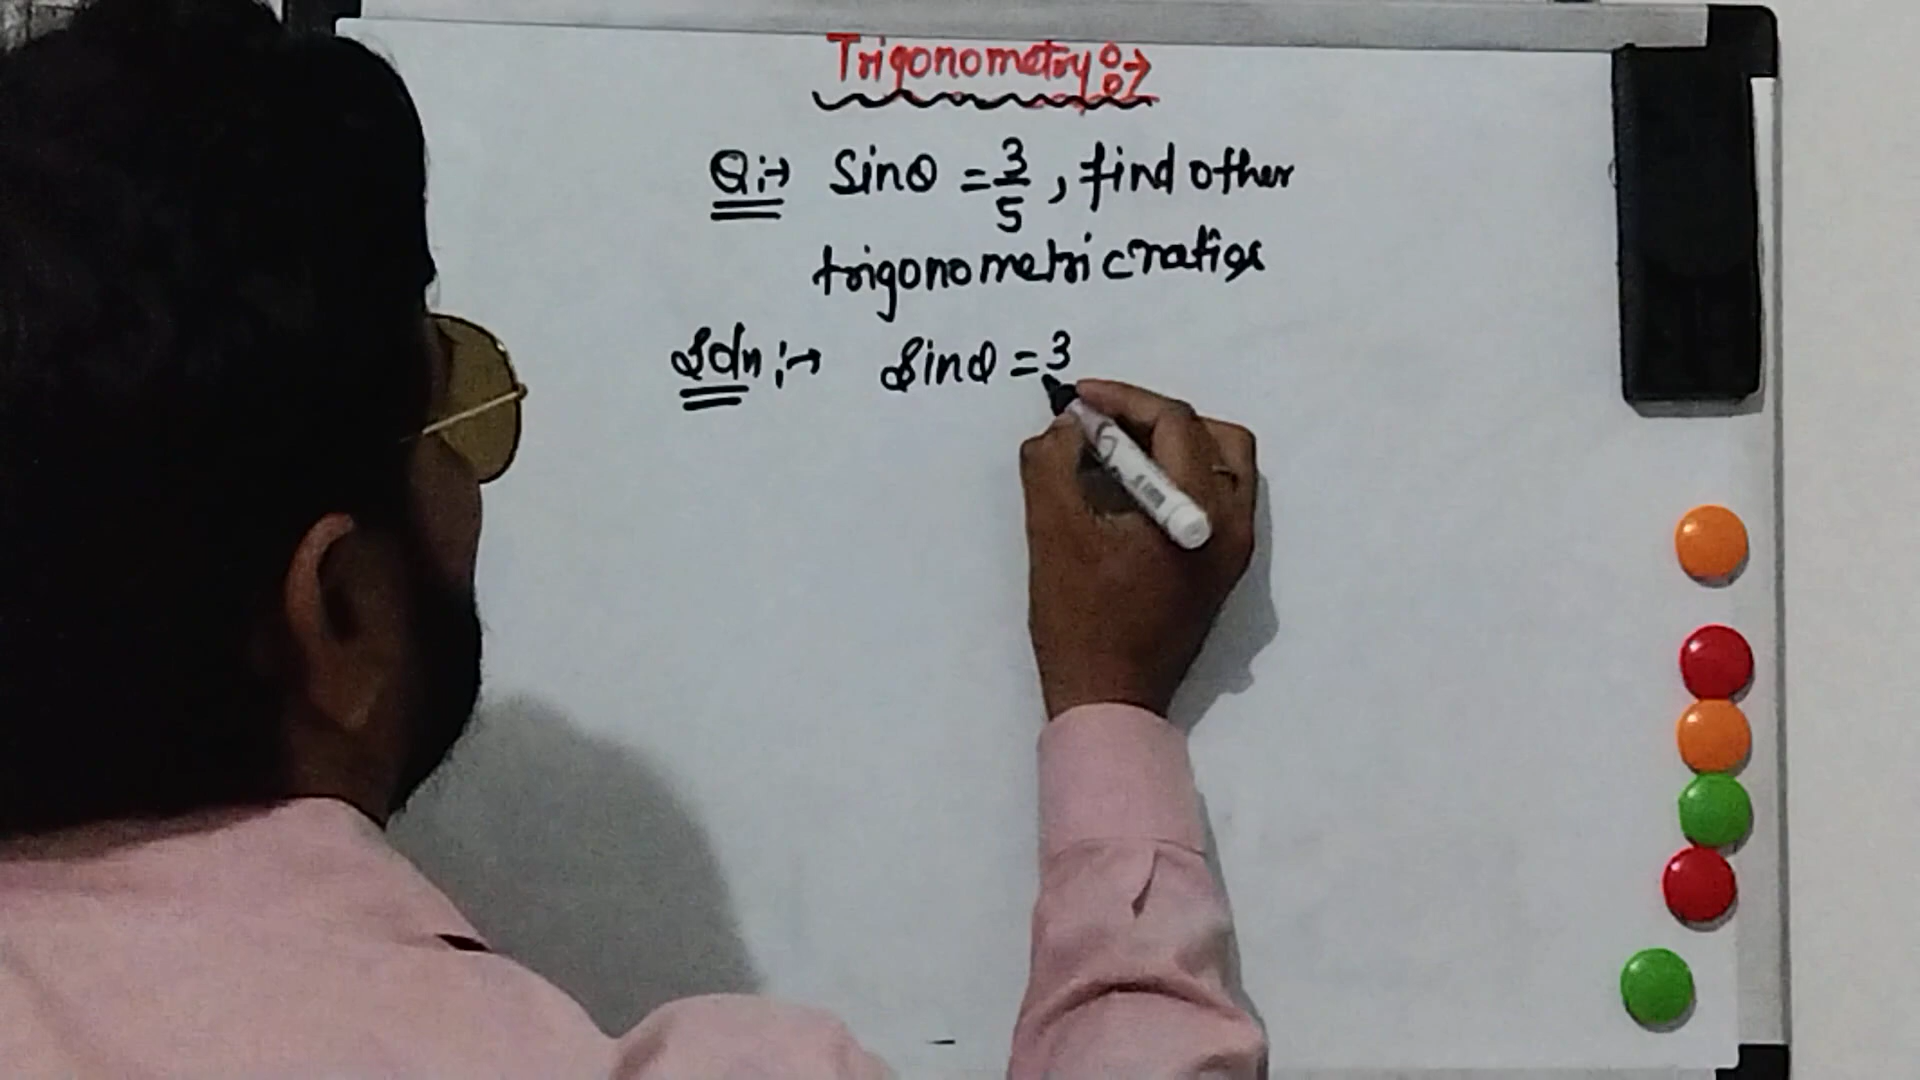 Trigonometry :→
Q:→ Sinθ = 3/5, find other
trigonometric ratios
Soln :→ Sinθ = 3